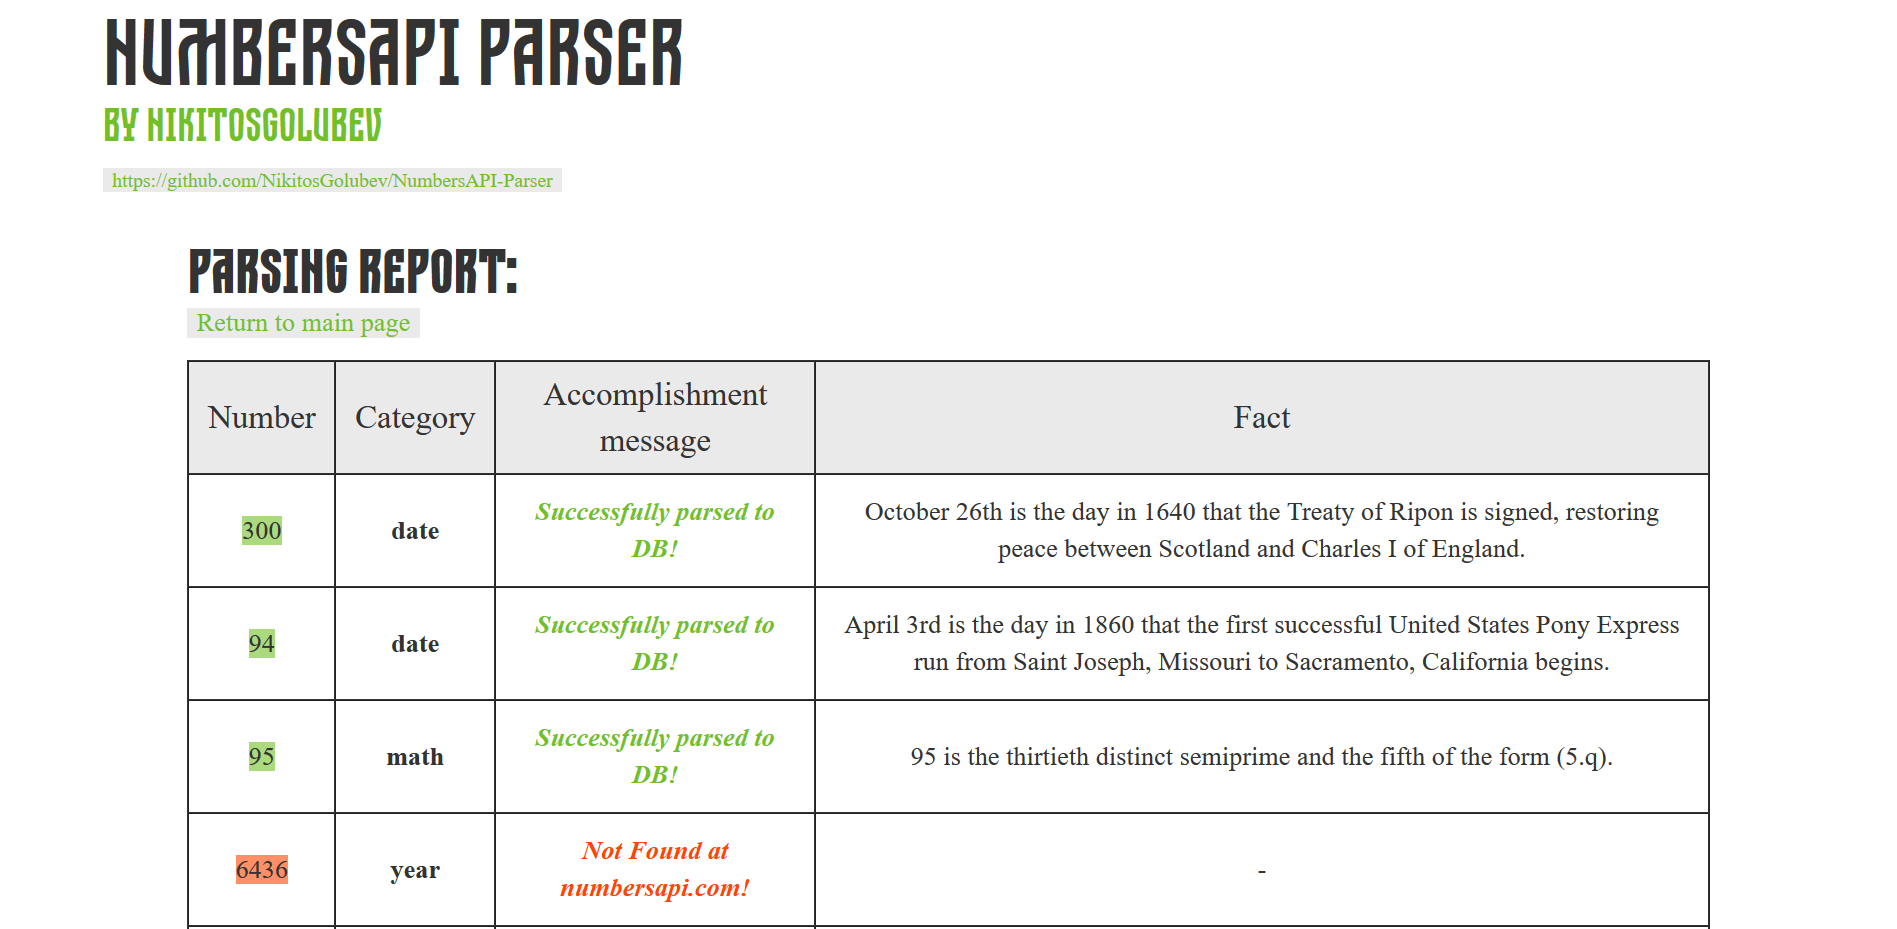 NUMBERSAPI PARSER
BY NIKITOSGOLUBEV
https://github.com/NikitosGolubev/NumbersAPI-Parser
PARSING REPORT:
Return to main page
Number Category Accomplishment message Fact
300 date Successfully parsed to DB! October 26th is the day in 1640 that the Treaty of Ripon is signed, restoring peace between Scotland and Charles I of England.
94 date Successfully parsed to DB! April 3rd is the day in 1860 that the first successful United States Pony Express run from Saint Joseph, Missouri to Sacramento, California begins.
95 math Successfully parsed to DB! 95 is the thirtieth distinct semiprime and the fifth of the form (5.q).
6436 year Not Found at numbersapi.com! -